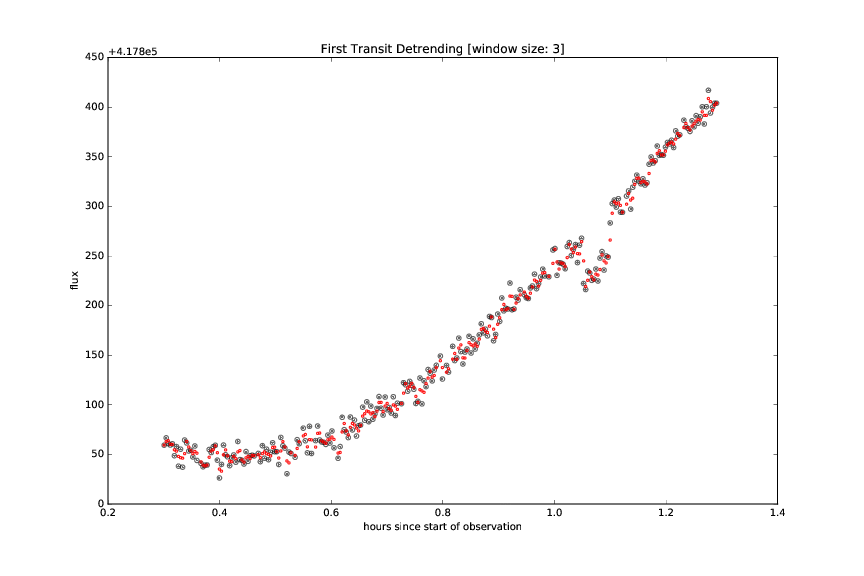 First Transit Detrending [window size: 3]
+4.178e5
450
400
350
300
250
200
150
100
50
0
flux
0.2 0.4 0.6 0.8 1.0 1.2 1.4
hours since start of observation